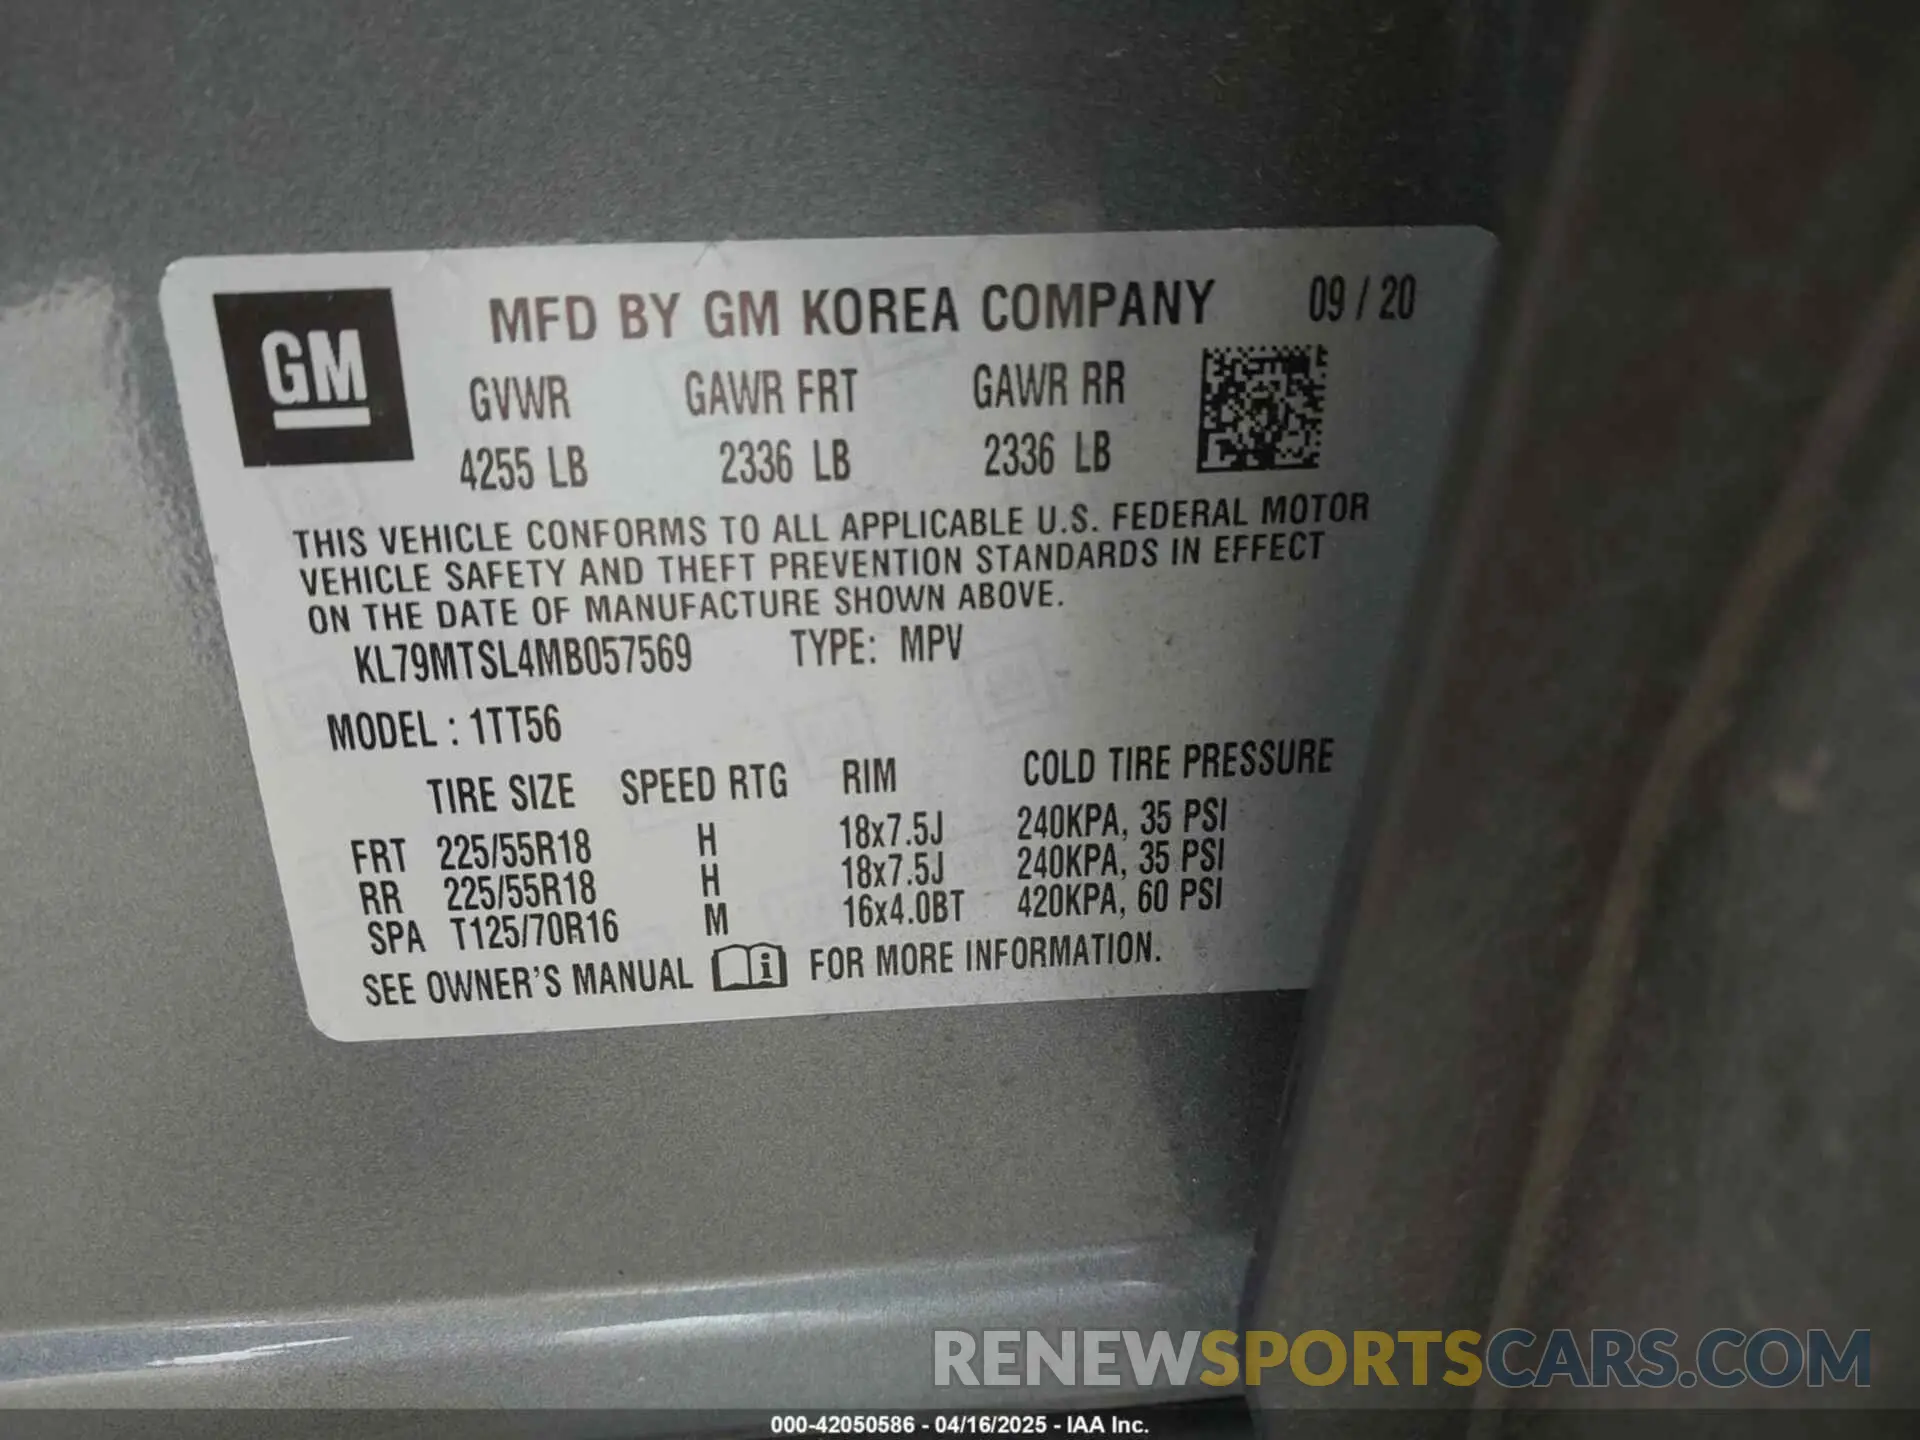 GM
MFD BY GM KOREA COMPANY 09 / 20
GVWR GAWR FRT GAWR RR
4255 LB 2336 LB 2336 LB
THIS VEHICLE CONFORMS TO ALL APPLICABLE U.S. FEDERAL MOTOR
VEHICLE SAFETY AND THEFT PREVENTION STANDARDS IN EFFECT
ON THE DATE OF MANUFACTURE SHOWN ABOVE.
KL79MTSL4MB057569 TYPE: MPV
MODEL : 1TT56
TIRE SIZE SPEED RTG RIM COLD TIRE PRESSURE
FRT 225/55R18 H 18x7.5J 240KPA, 35 PSI
RR 225/55R18 H 18x7.5J 240KPA, 35 PSI
SPA T125/70R16 M 16x4.0BT 420KPA, 60 PSI
SEE OWNER'S MANUAL i FOR MORE INFORMATION.
RENEWSPORTSCARS.COM
000-42050586 - 04/16/2025 - IAA Inc.